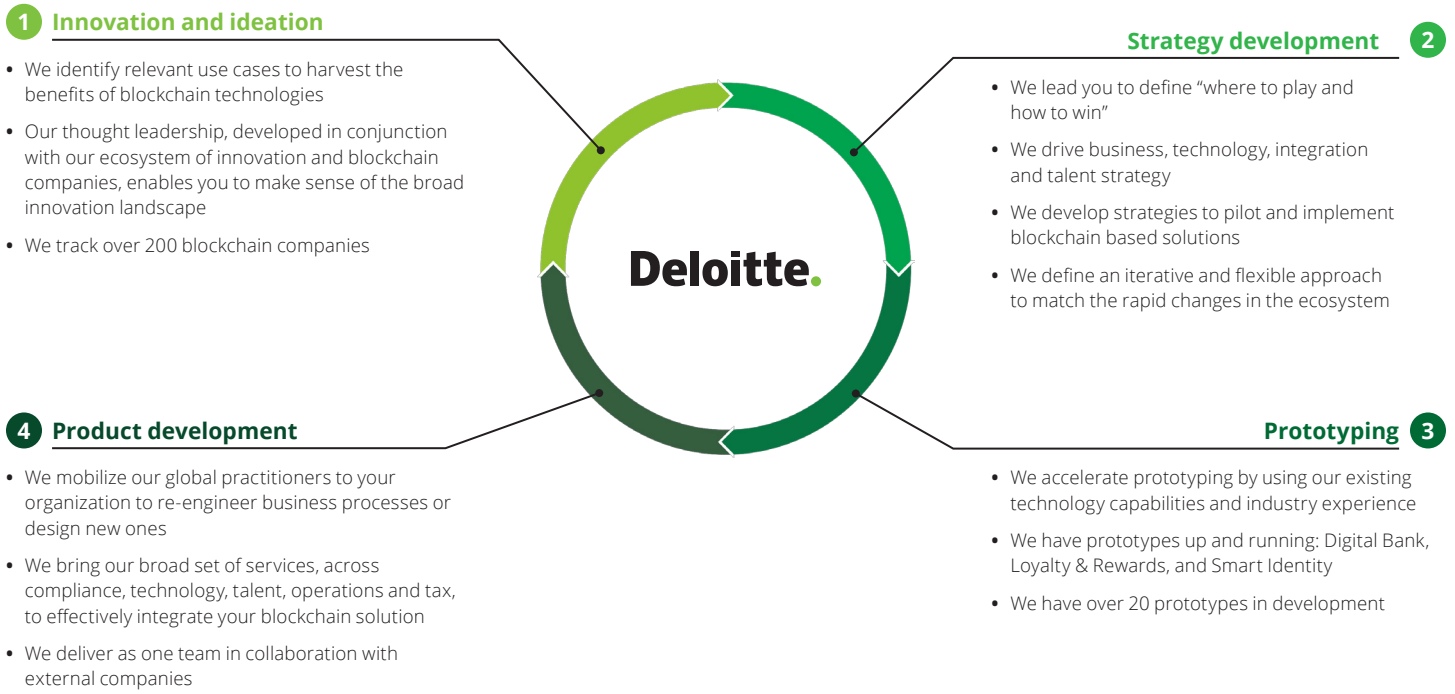 1 Innovation and ideation
• We identify relevant use cases to harvest the
benefits of blockchain technologies
• Our thought leadership, developed in conjunction
with our ecosystem of innovation and blockchain
companies, enables you to make sense of the broad
innovation landscape
• We track over 200 blockchain companies
Strategy development 2
• We lead you to define “where to play and
how to win”
• We drive business, technology, integration
and talent strategy
• We develop strategies to pilot and implement
blockchain based solutions
• We define an iterative and flexible approach
to match the rapid changes in the ecosystem
Deloitte.
Prototyping 3
• We accelerate prototyping by using our existing
technology capabilities and industry experience
• We have prototypes up and running: Digital Bank,
Loyalty & Rewards, and Smart Identity
• We have over 20 prototypes in development
4 Product development
• We mobilize our global practitioners to your
organization to re-engineer business processes or
design new ones
• We bring our broad set of services, across
compliance, technology, talent, operations and tax,
to effectively integrate your blockchain solution
• We deliver as one team in collaboration with
external companies